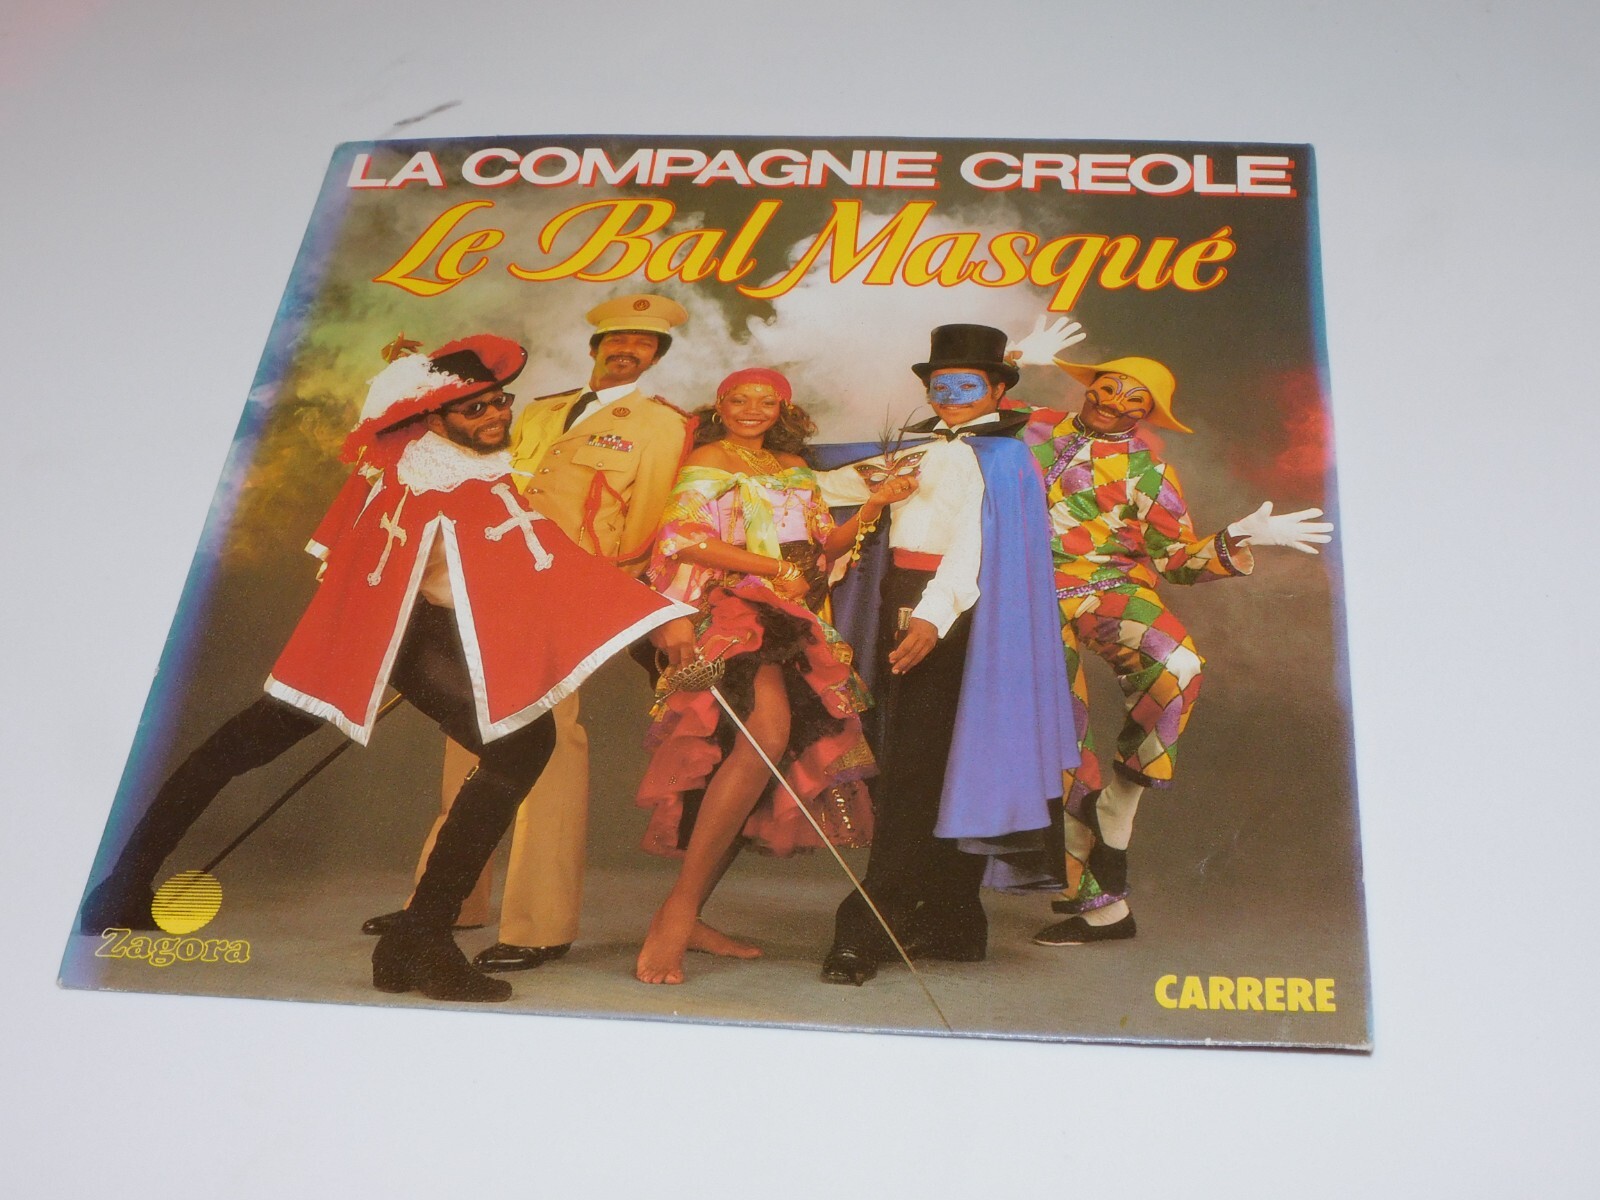 LA COMPAGNIE CREOLE
Le Bal Masqué
Zagora
CARRERE